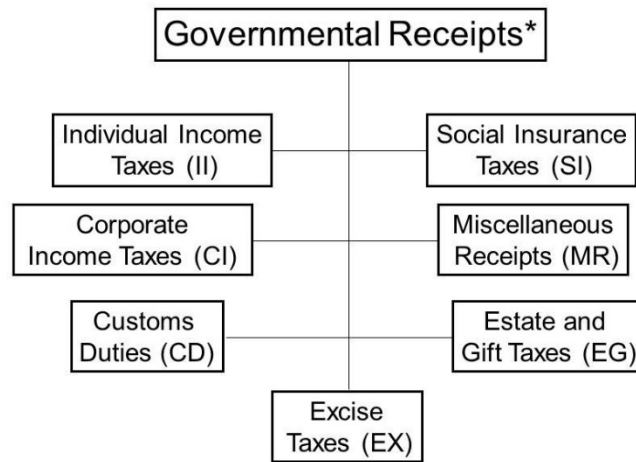 Governmental Receipts*
Individual Income
Taxes (II)
Social Insurance
Taxes (SI)
Corporate
Income Taxes (CI)
Miscellaneous
Receipts (MR)
Customs
Duties (CD)
Estate and
Gift Taxes (EG)
Excise
Taxes (EX)